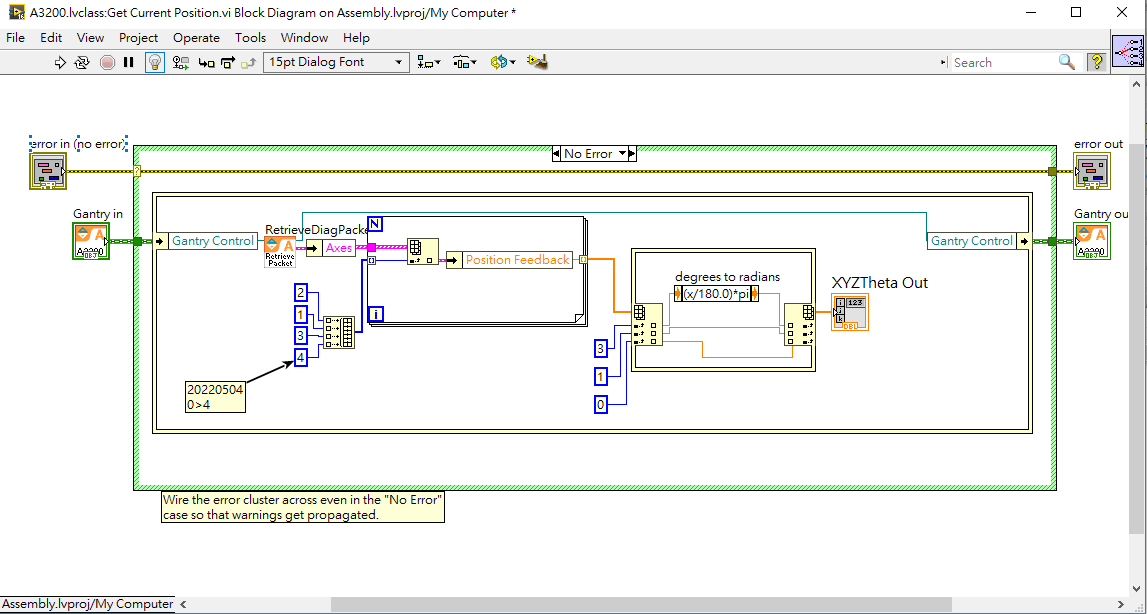 A3200.lvclass:Get Current Position.vi Block Diagram on Assembly.lvproj/My Computer *
File Edit View Project Operate Tools Window Help
15pt Dialog Font
Search
error in (no error)
No Error
error out
Gantry in
Gantry ou
Gantry Control
RetrieveDiagPacke
N
A
Retrieve
Packet
Axes
Position Feedback
Gantry Control
A
A3200
OBJ
A
A3200
OBJ
i
2
1
3
4
20220504
0>4
degrees to radians
(x/180.0)*pi
XYZTheta Out
123
DBL
3
1
0
Wire the error cluster across even in the "No Error"
case so that warnings get propagated.
Assembly.lvproj/My Computer